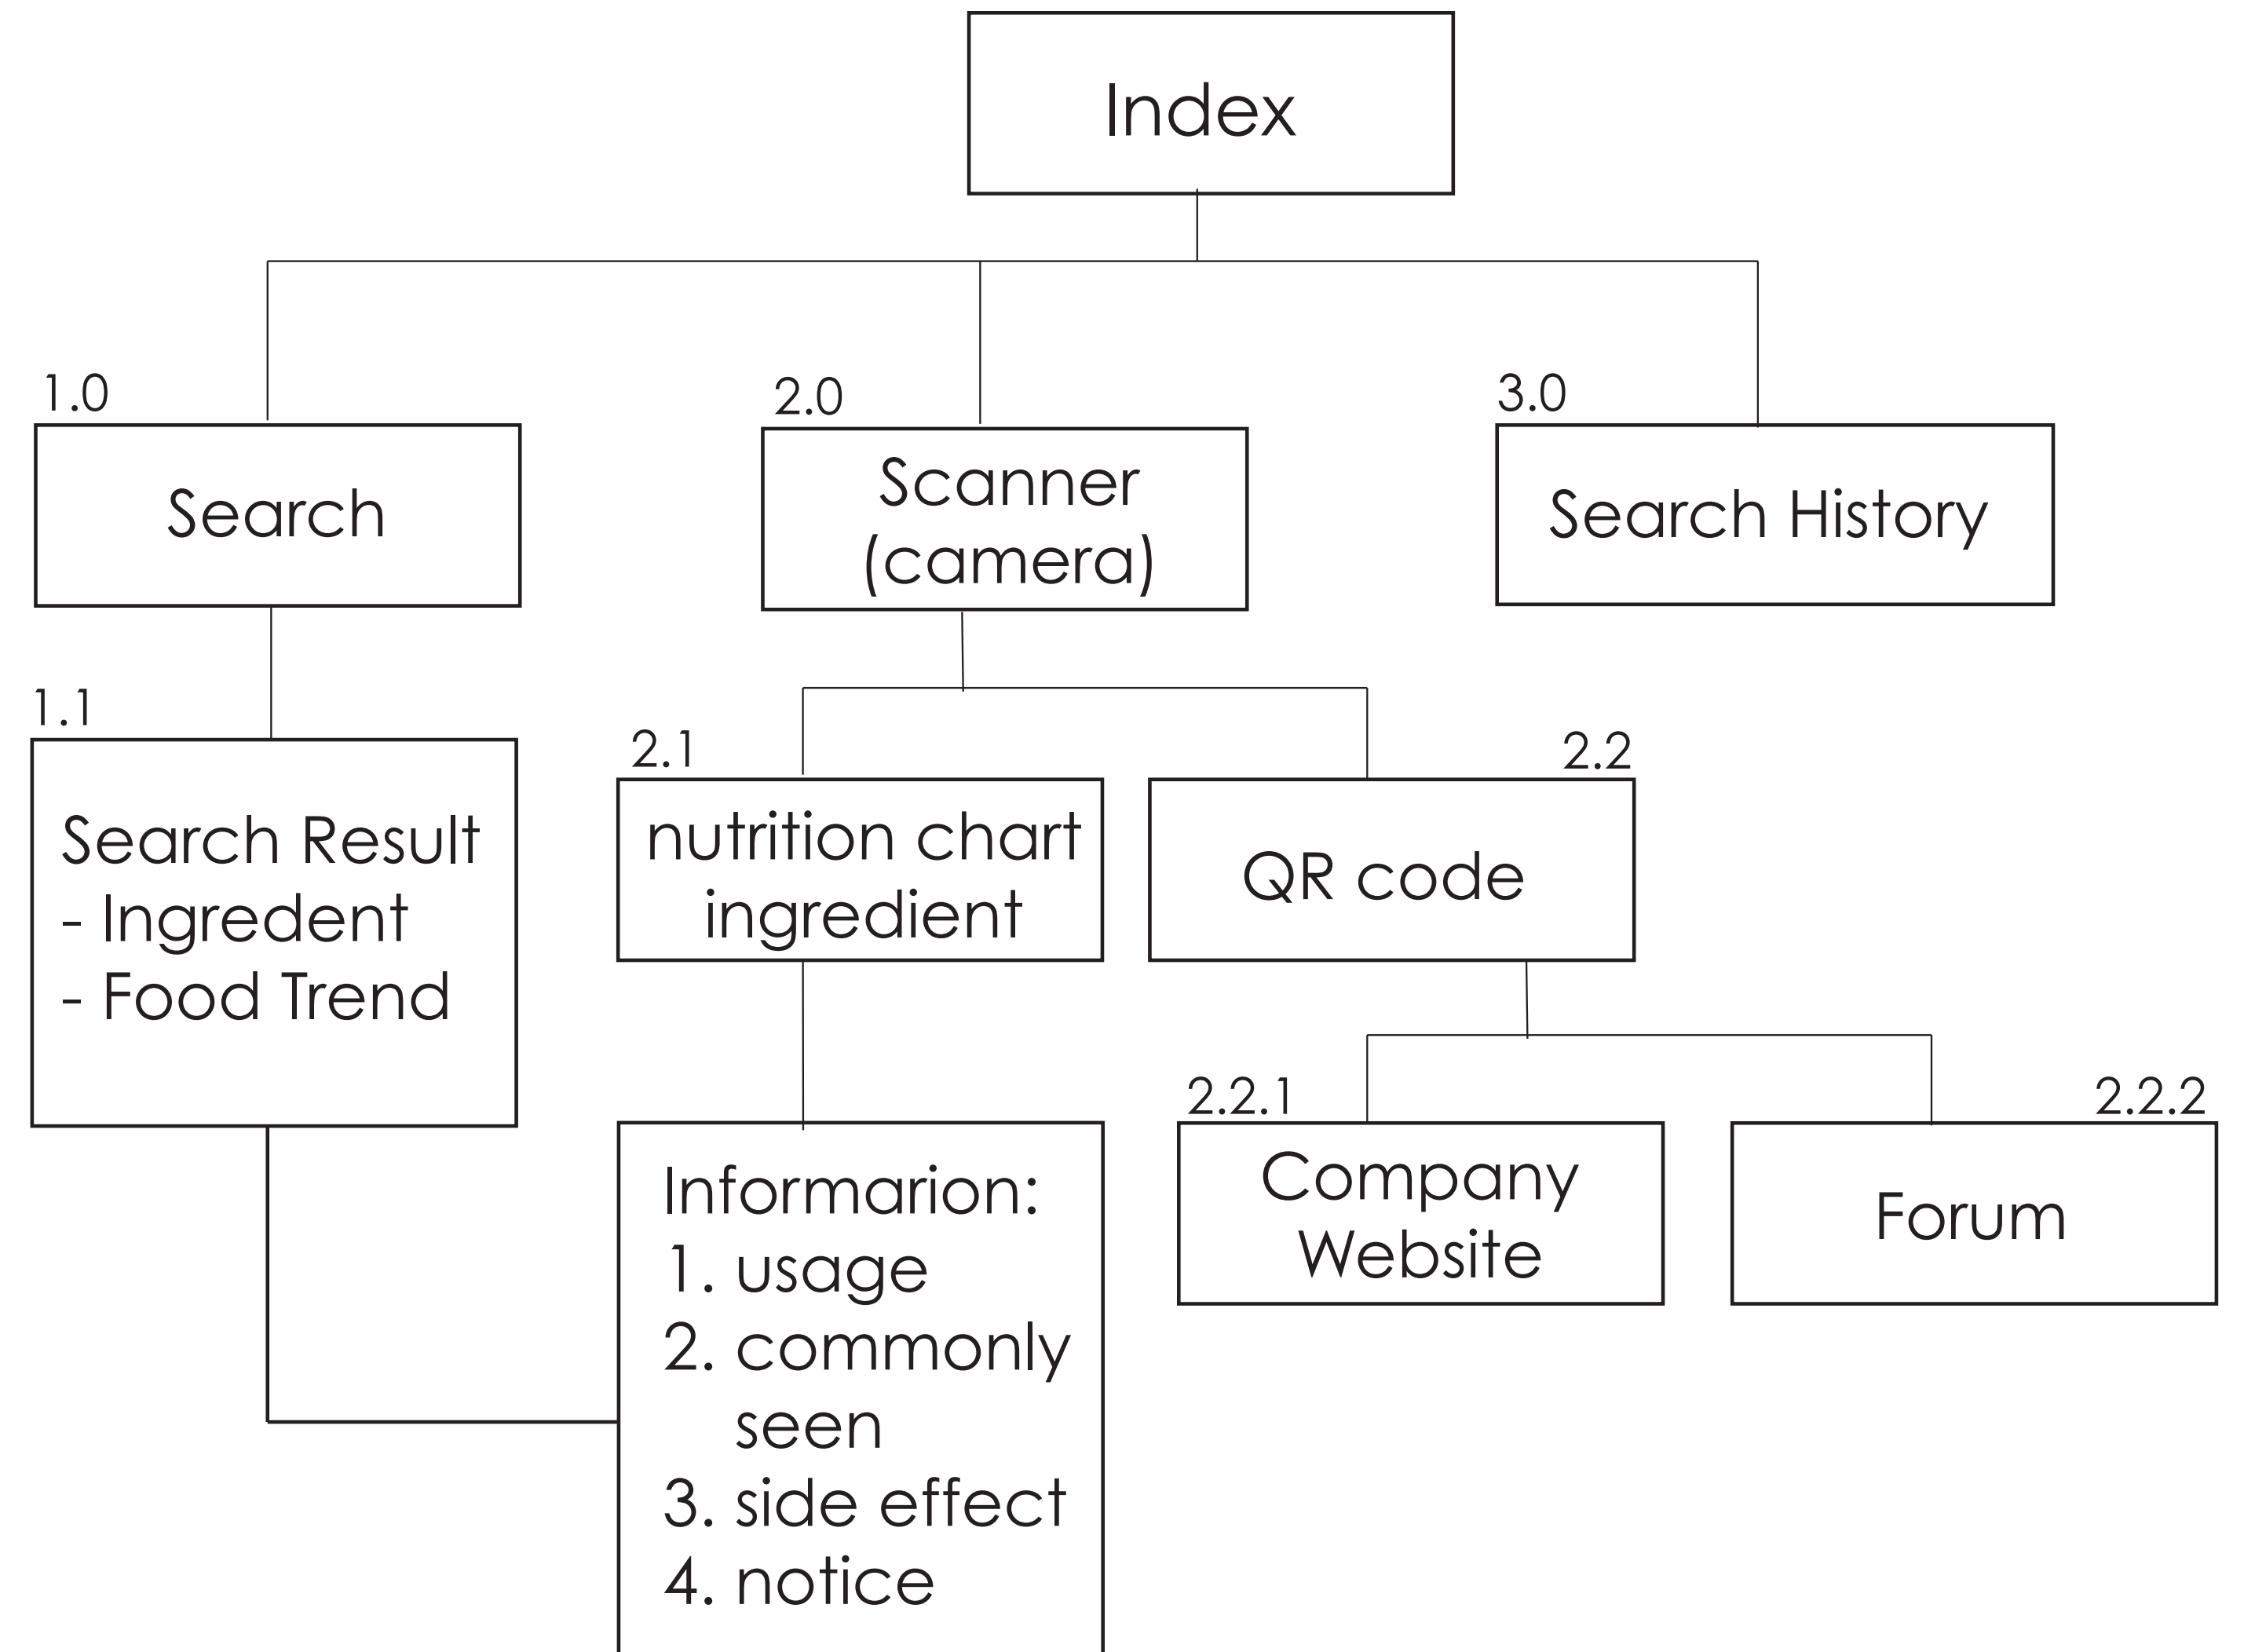 Index
1.0
Search
2.0
Scanner
(camera)
3.0
Search History
1.1
Search Result
- Ingredent
- Food Trend
2.1
nutrition chart
ingredient
2.2
QR code
Informarion:
1. usage
2. commonly
seen
3. side effect
4. notice
2.2.1
Company
Website
2.2.2
Forum